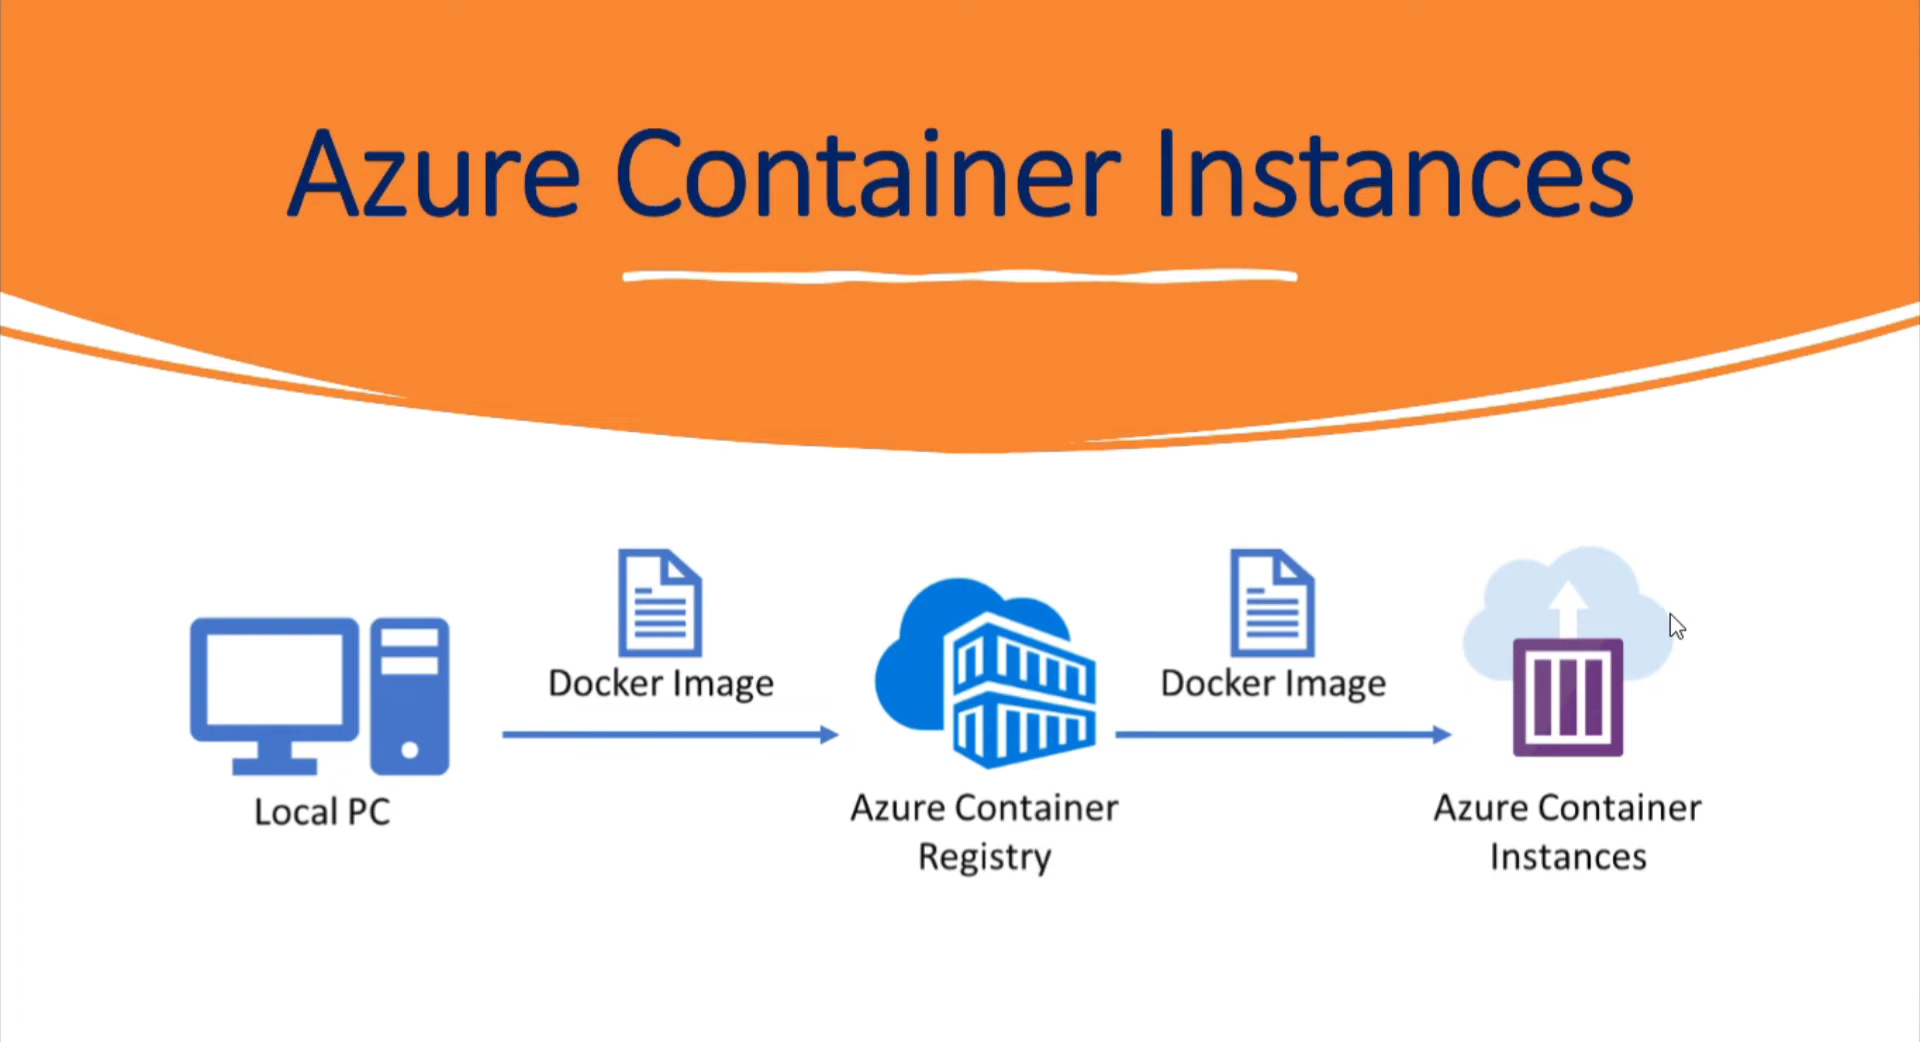 Azure Container Instances
Docker Image
Docker Image
Local PC
Azure Container
Registry
Azure Container
Instances